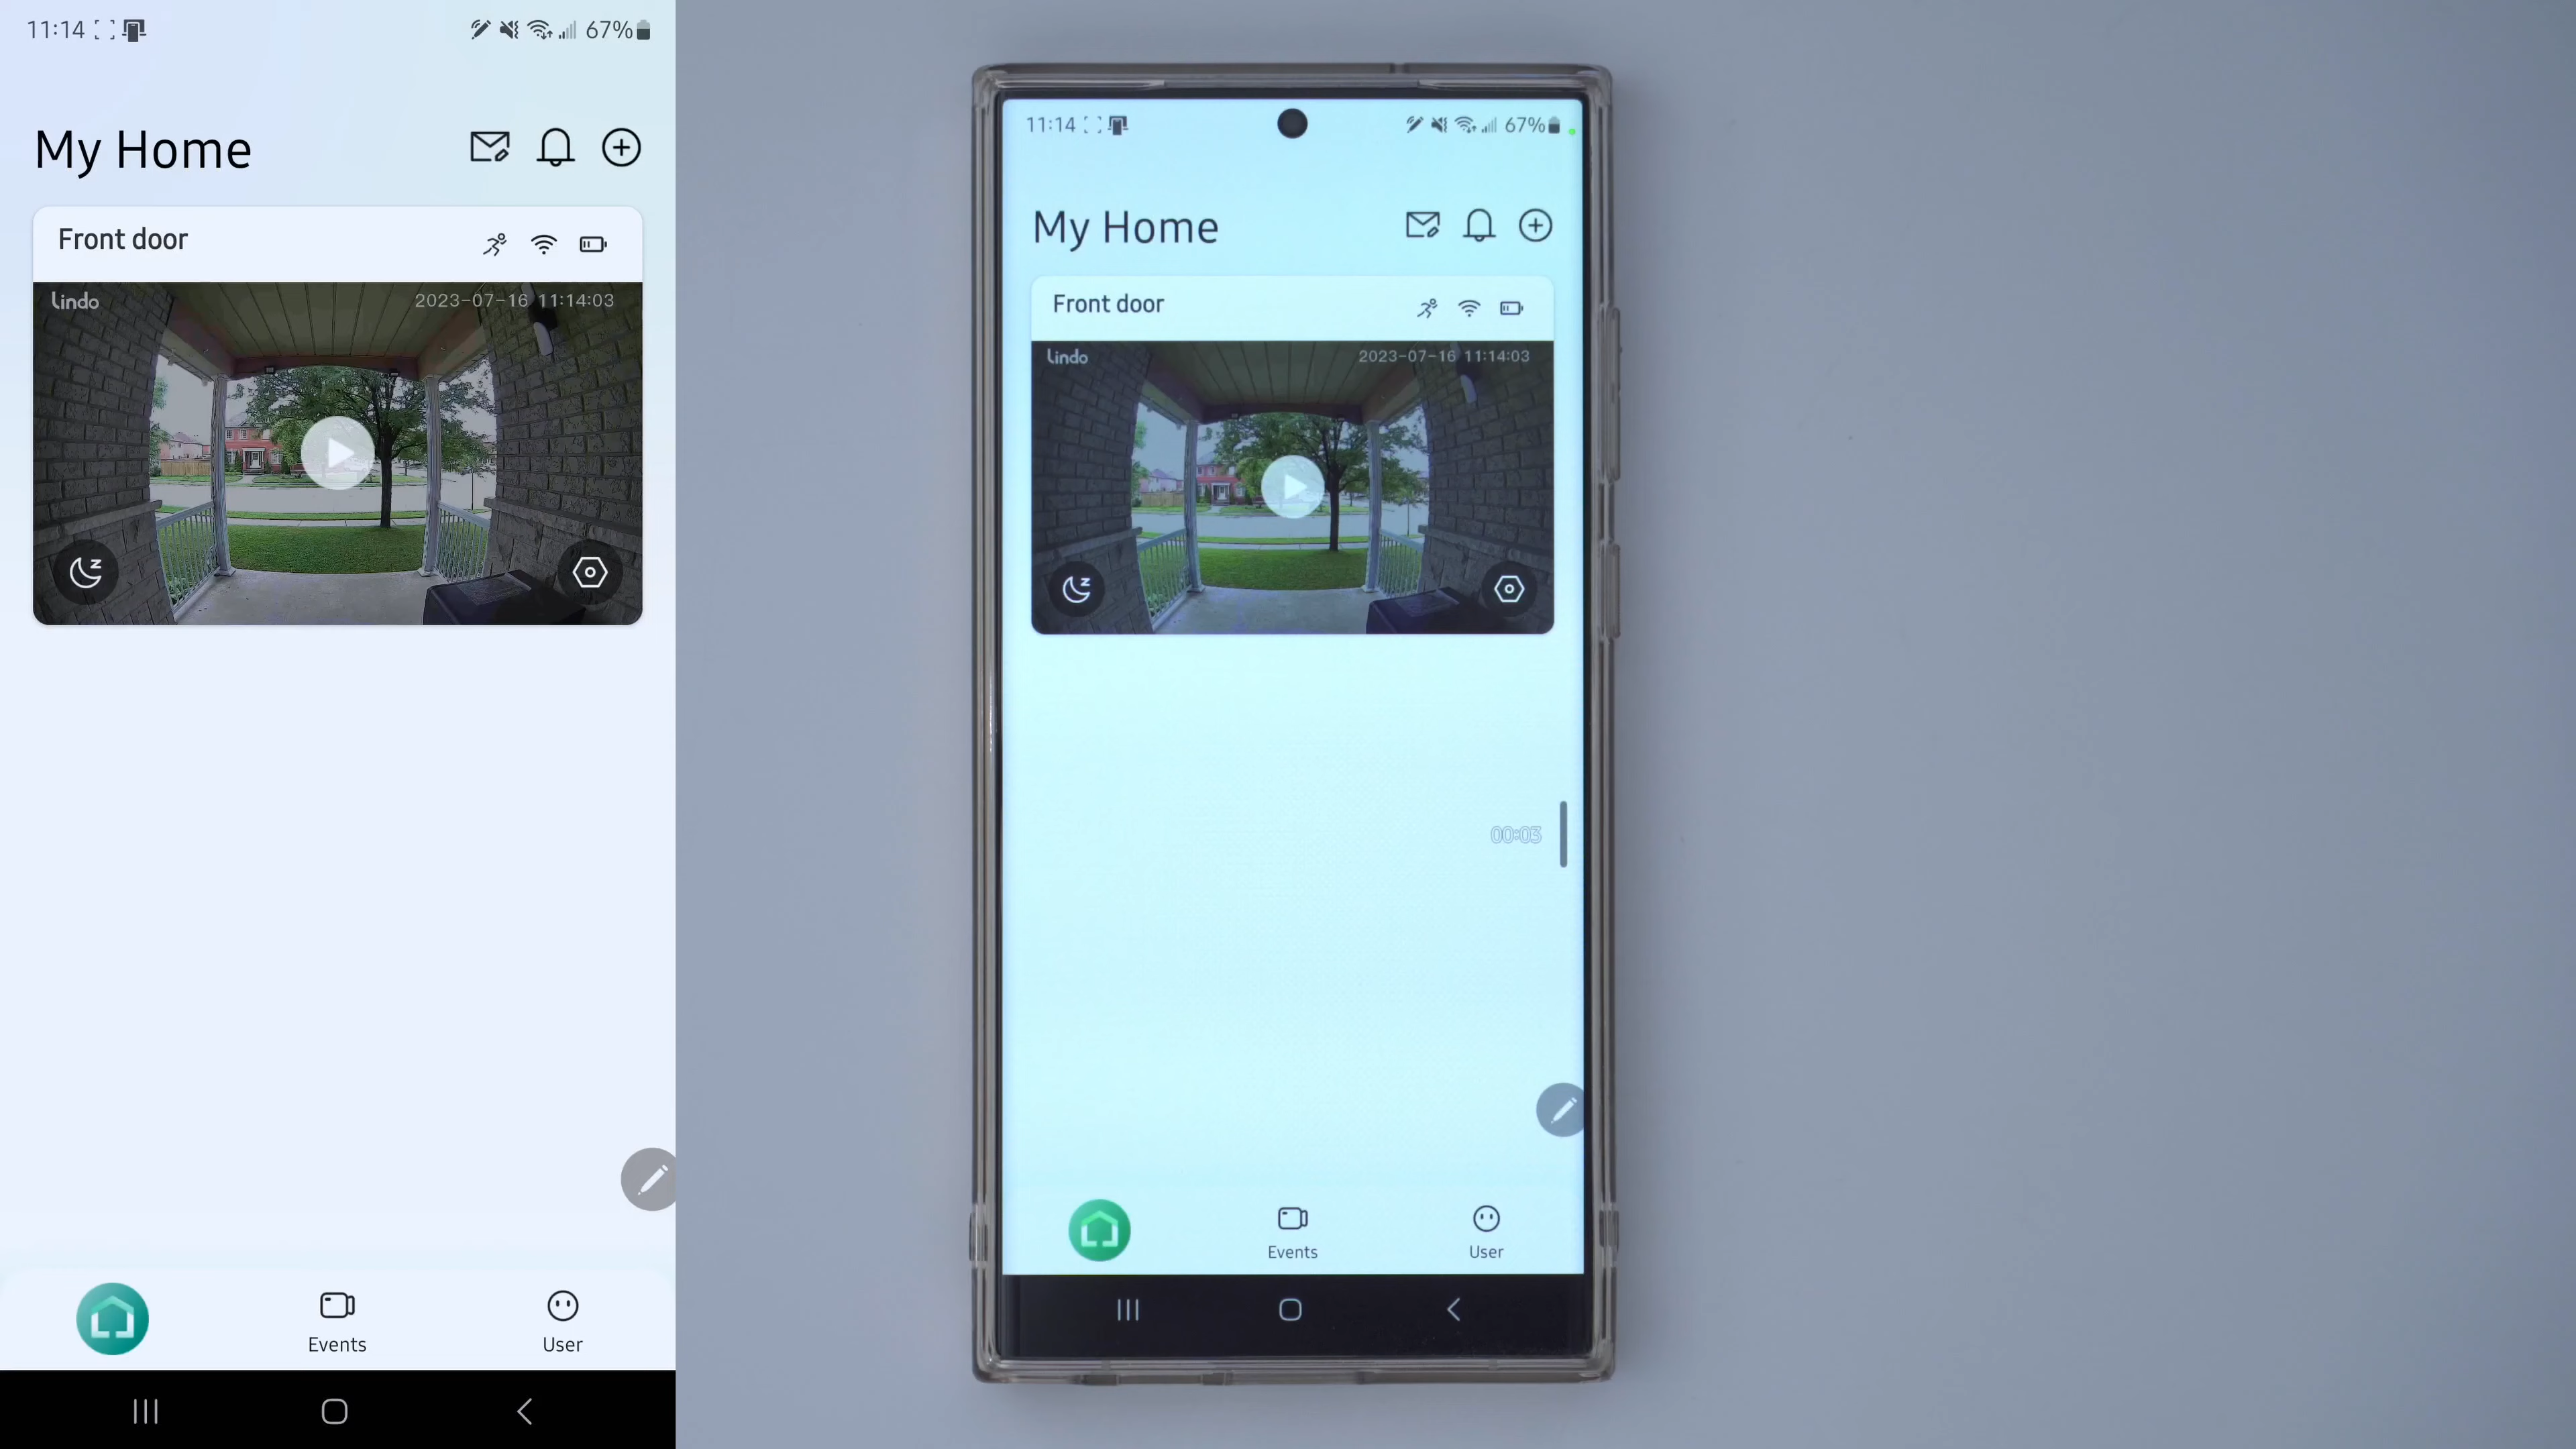 11:14
67%
My Home
Front door
lindo
2023-07-16 11:14:03
Events
User
11:14
67%
My Home
Front door
lindo
2023-07-16 11:14:03
00:03
Events
User